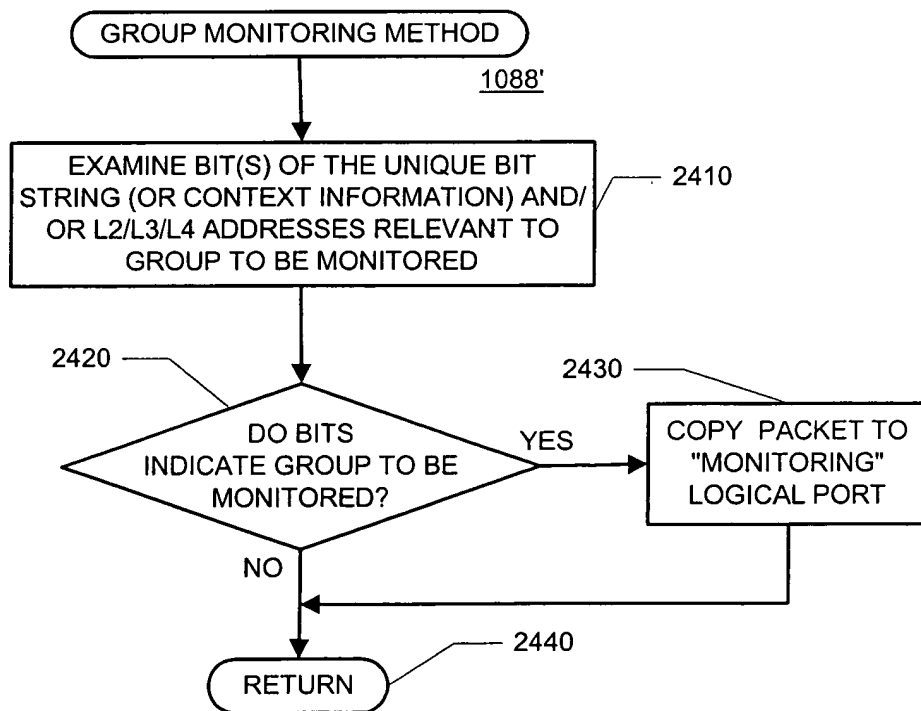 GROUP MONITORING METHOD
1088'
EXAMINE BIT(S) OF THE UNIQUE BIT
STRING (OR CONTEXT INFORMATION) AND/
OR L2/L3/L4 ADDRESSES RELEVANT TO
GROUP TO BE MONITORED
2410
2420
DO BITS
INDICATE GROUP TO BE
MONITORED?
YES
2430
COPY PACKET TO
"MONITORING"
LOGICAL PORT
NO
RETURN
2440